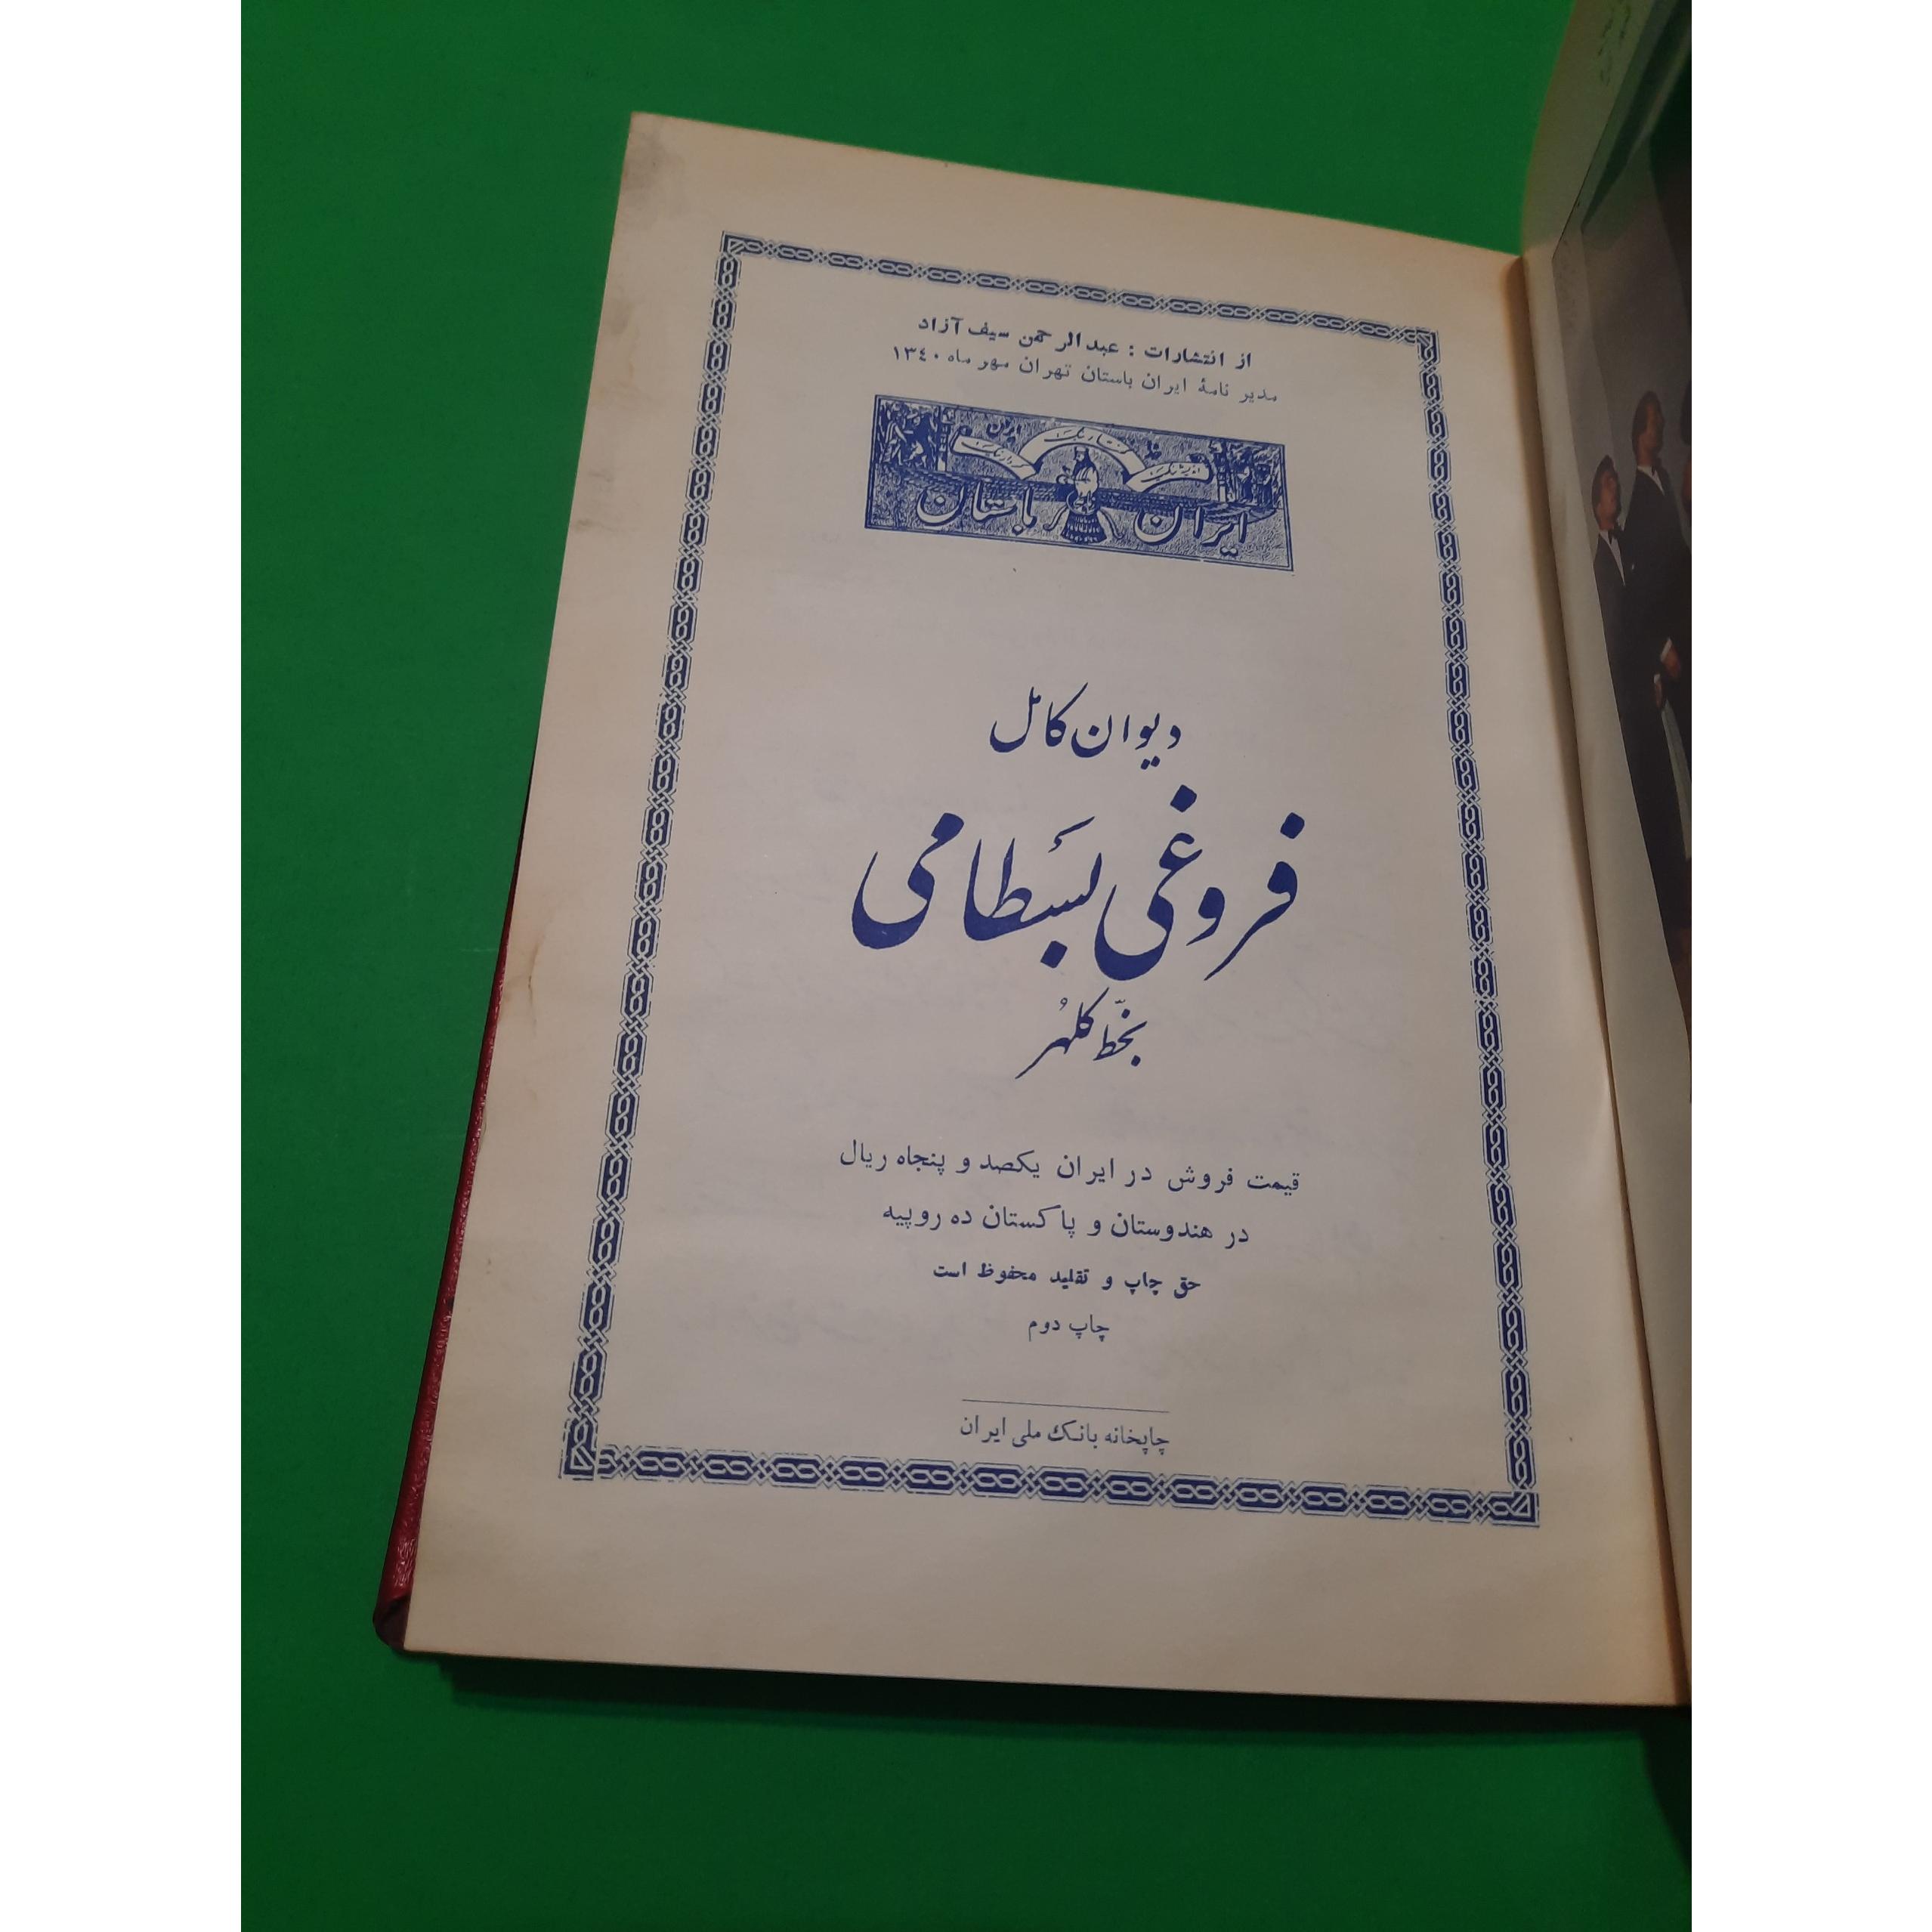 از انتشارات : عبدالرحمن سیف آزاد
مدیر نامهٔ ایران باستان تهران مهر ماه ۱۳۴۰
ایران باستان
دیوان کامل
فروغی بسطامی
بخطّ کلهُر
قیمت فروش در ایران یکصد و پنجاه ریال
در هندوستان و پاکستان ده روپیه
حق چاپ و تقلید محفوظ است
چاپ دوم
چاپخانه بانک ملی ایران